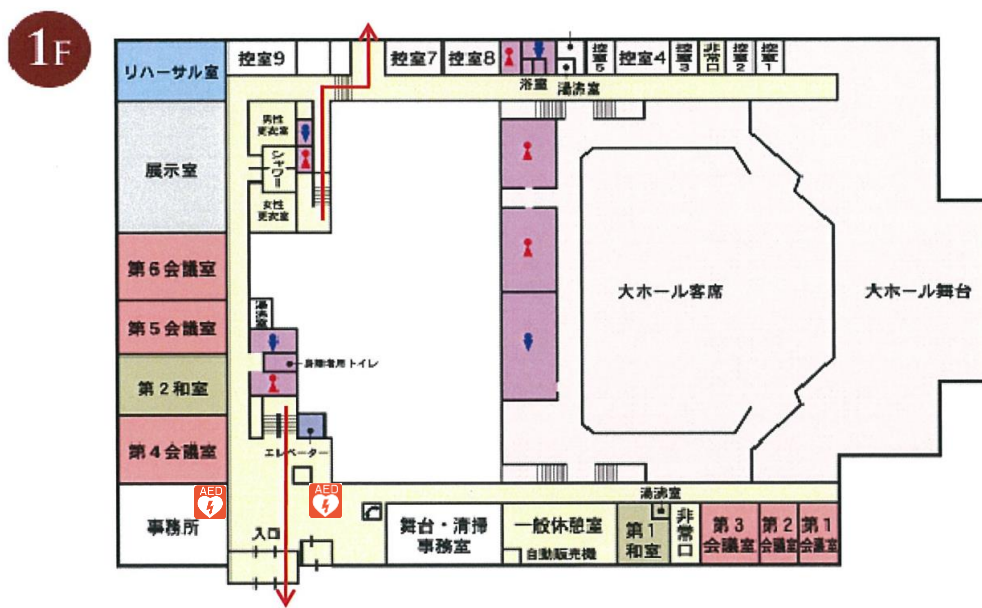 1F
リハーサル室
控室9
控室7
控室8
控室5
控室4
控室3
非常口
控室2
控室1
浴室
湯沸室
男性
更衣室
シャワー
女性
更衣室
展示室
第6会議室
第5会議室
湯沸室
身障者用トイレ
第2和室
第4会議室
エレベーター
大ホール客席
大ホール舞台
AED
AED
事務所
入口
湯沸室
舞台・清掃
事務室
一般休憩室
自動販売機
第1
和室
非常口
第3
会議室
第2
会議室
第1
会議室